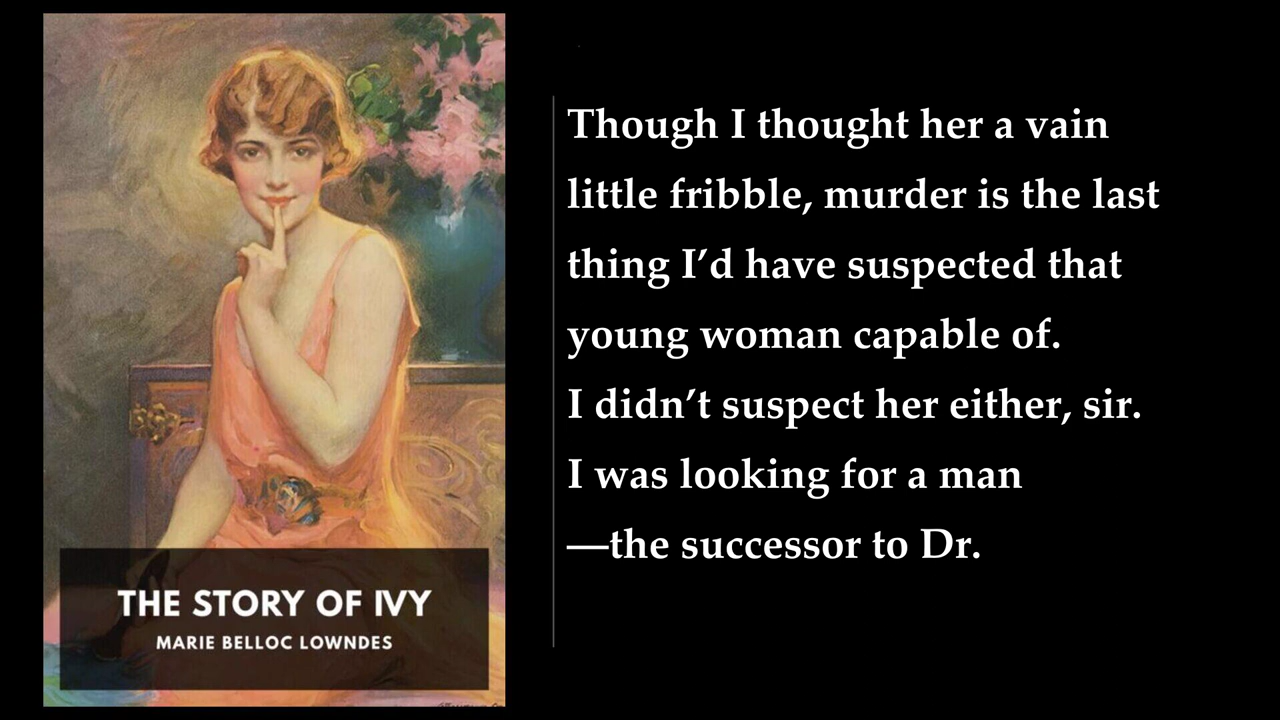 THE STORY OF IVY
MARIE BELLOC LOWNDES
Though I thought her a vain
little fribble, murder is the last
thing I’d have suspected that
young woman capable of.
I didn’t suspect her either, sir.
I was looking for a man
—the successor to Dr.